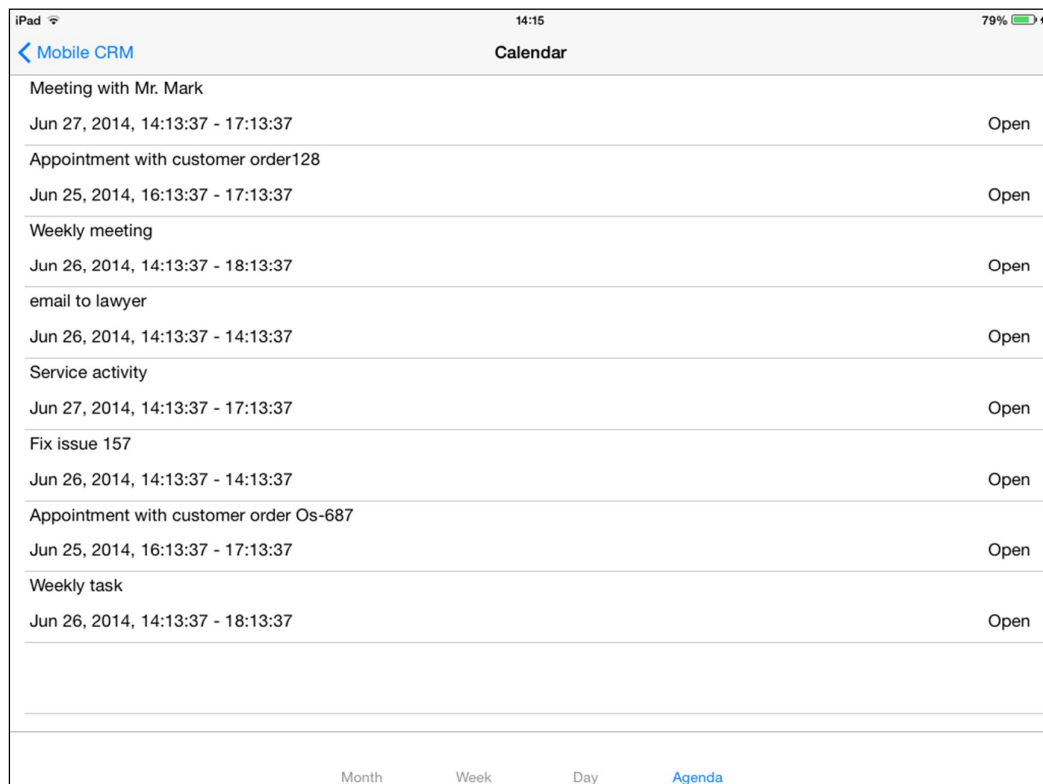 iPad 14:15 79%
Mobile CRM Calendar
Meeting with Mr. Mark
Jun 27, 2014, 14:13:37 - 17:13:37 Open
Appointment with customer order128
Jun 25, 2014, 16:13:37 - 17:13:37 Open
Weekly meeting
Jun 26, 2014, 14:13:37 - 18:13:37 Open
email to lawyer
Jun 26, 2014, 14:13:37 - 14:13:37 Open
Service activity
Jun 27, 2014, 14:13:37 - 17:13:37 Open
Fix issue 157
Jun 26, 2014, 14:13:37 - 14:13:37 Open
Appointment with customer order Os-687
Jun 25, 2014, 16:13:37 - 17:13:37 Open
Weekly task
Jun 26, 2014, 14:13:37 - 18:13:37 Open
Month Week Day Agenda